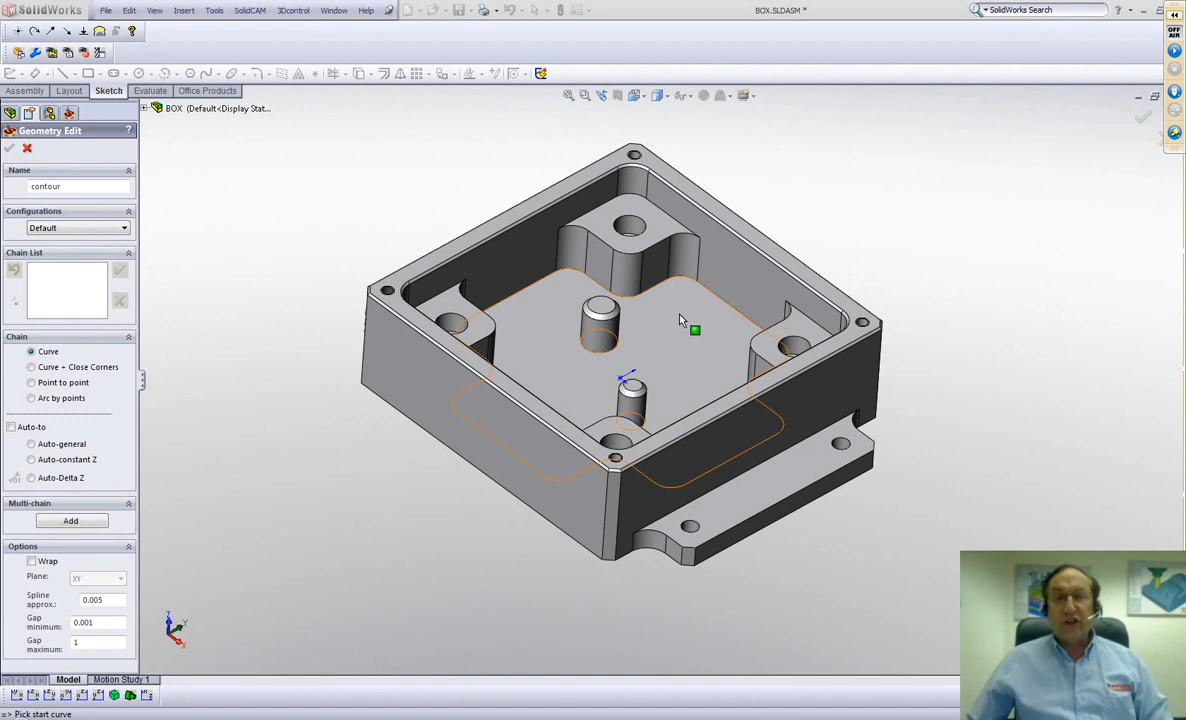 SolidWorks File Edit View Insert Tools SolidCAM 3Dcontrol Window Help BOX.SLDASM * SolidWorks Search
OFF
AIR
Assembly Layout Sketch Evaluate Office Products
BOX (Default<Display Stat...
Geometry Edit ?
Name
contour
Configurations
Default
Chain List
Chain
Curve
Curve + Close Corners
Point to point
Arc by points
Auto-to
Auto-general
Auto-constant Z
Auto-Delta Z
Multi-chain
Add
Options
Wrap
Plane: XY
Spline
approx.: 0.005
Gap
minimum: 0.001
Gap
maximum: 1
Z
Y
X
Model Motion Study 1
=> Pick start curve